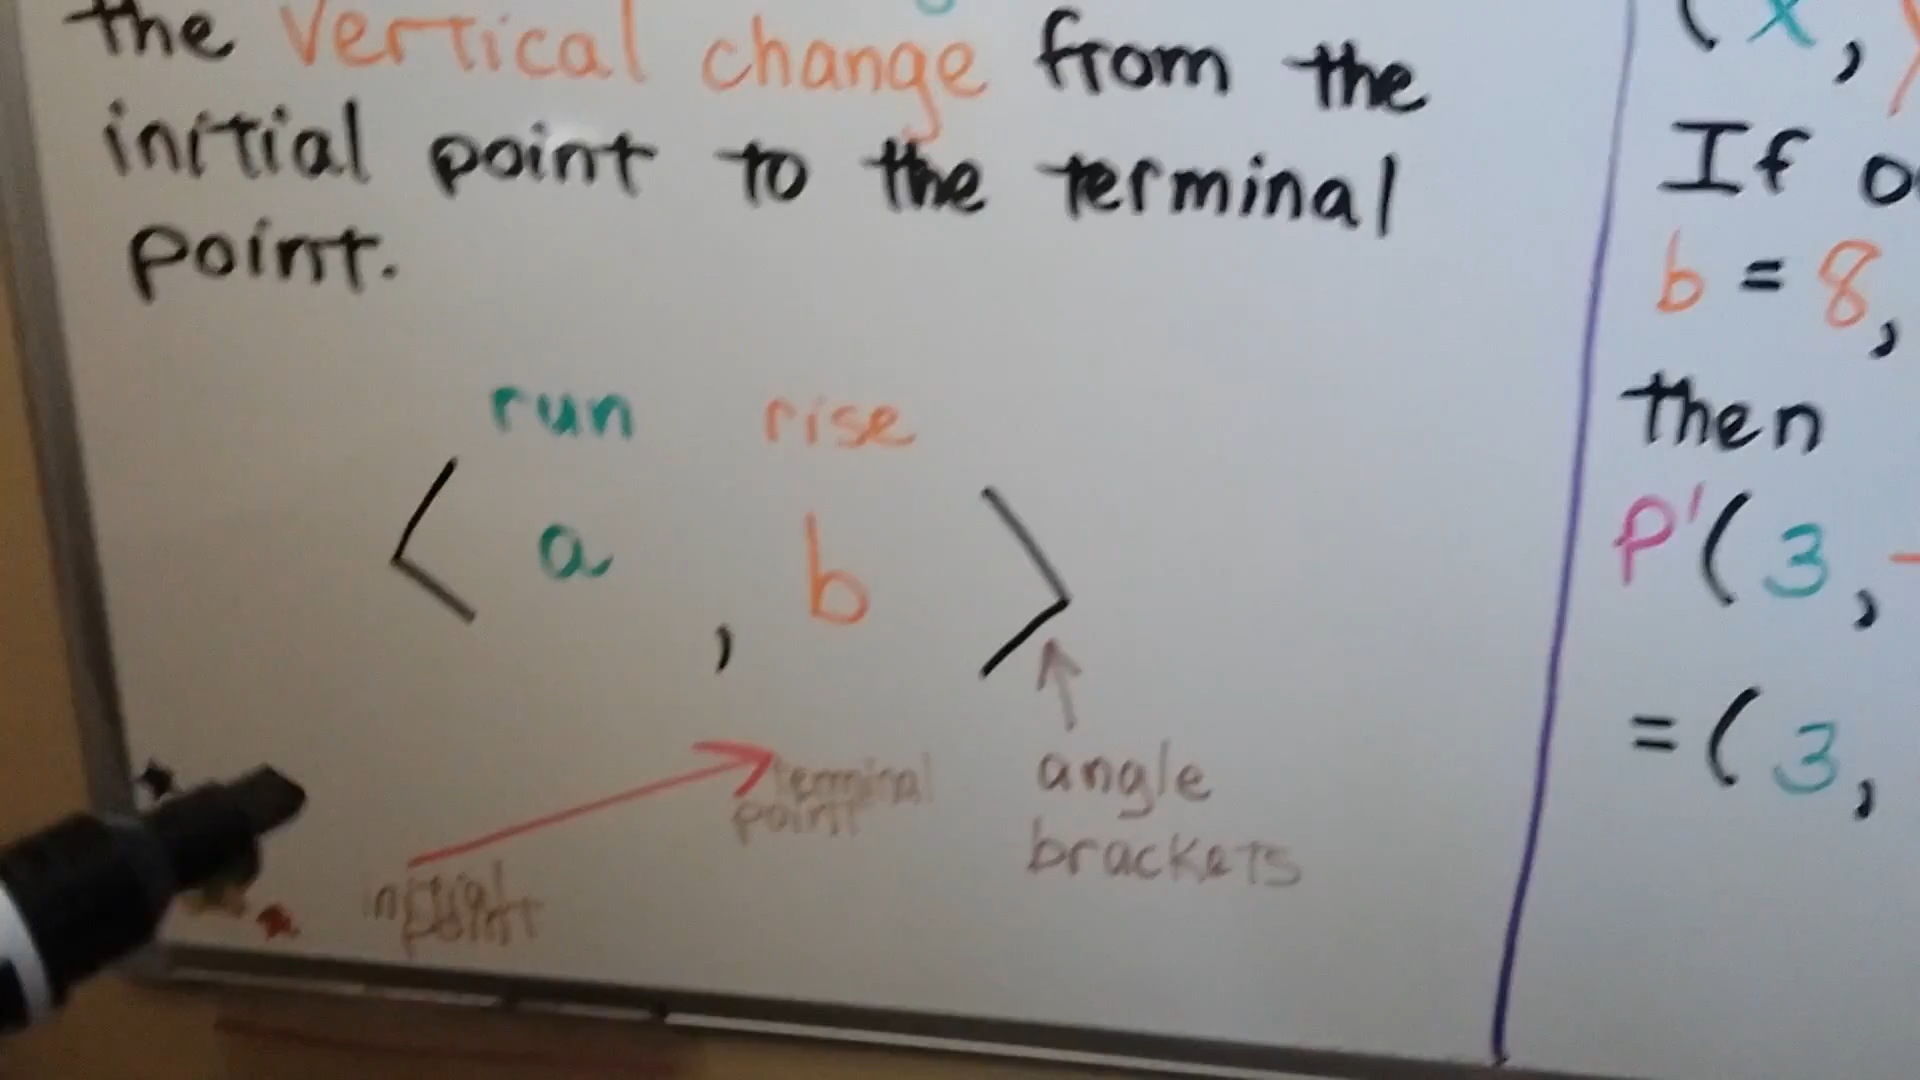 the vertical change from the
initial point to the terminal
point.
run rise
< a , b >
terminal
point
angle
brackets
initial
point
(x,
If
b = 8,
then
P'(3,
= (3,